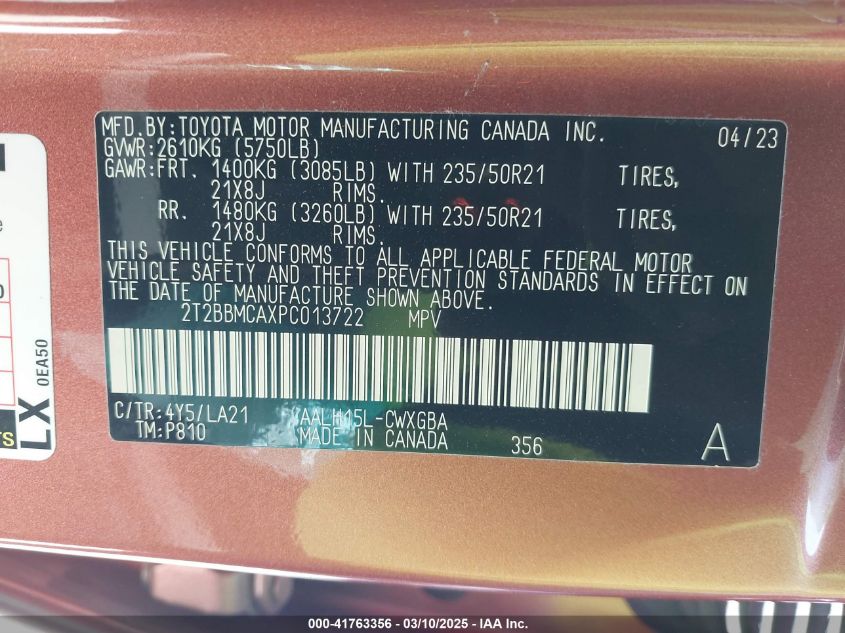 MFD.BY:TOYOTA MOTOR MANUFACTURING CANADA INC. 04/23
GVWR:2610KG (5750LB)
GAWR:FRT. 1400KG (3085LB) WITH 235/50R21 TIRES,
21X8J RIMS.
RR. 1480KG (3260LB) WITH 235/50R21 TIRES,
21X8J RIMS.
THIS VEHICLE CONFORMS TO ALL APPLICABLE FEDERAL MOTOR
VEHICLE SAFETY AND THEFT PREVENTION STANDARDS IN EFFECT ON
THE DATE OF MANUFACTURE SHOWN ABOVE.
2T2BBMCAXPC013722 MPV
C/TR:4Y5/LA21 AALH15L-CWXGBA
TM:P810 MADE IN CANADA 356 A
LX
0EA50
000-41763356 - 03/10/2025 - IAA Inc.